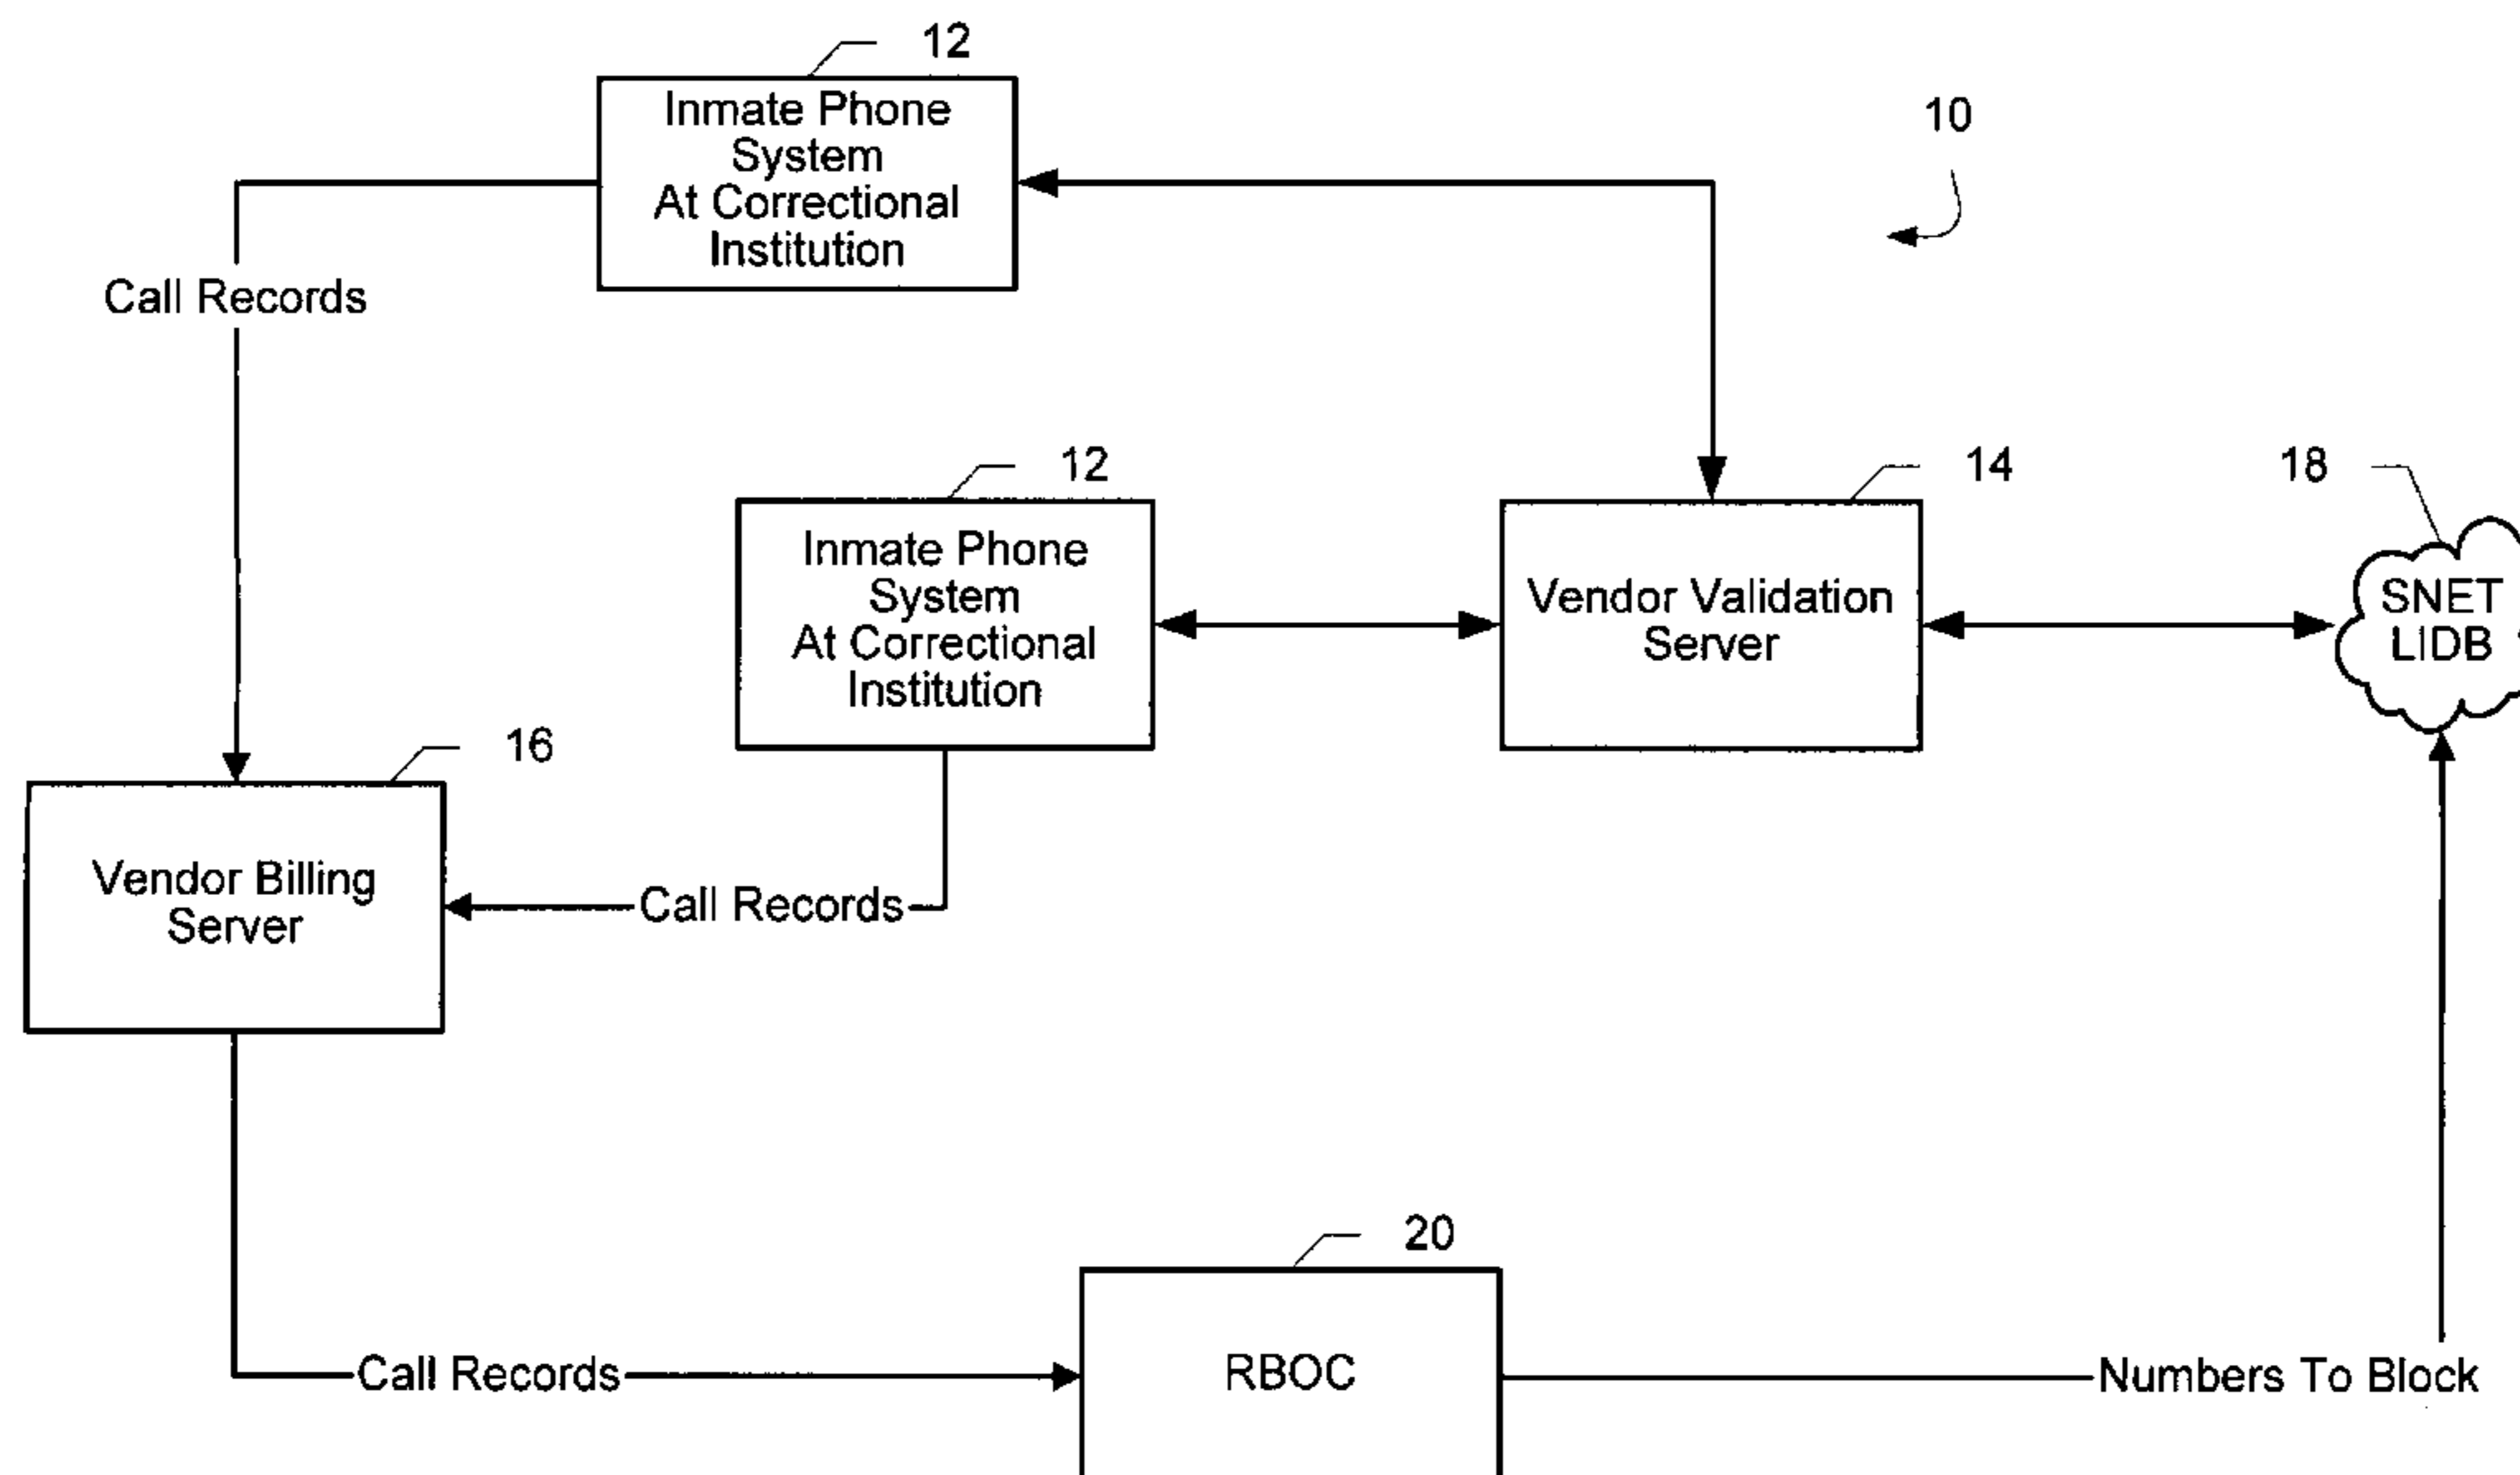 12
Inmate Phone
System
At Correctional
Institution
10
Call Records
12
Inmate Phone
System
At Correctional
Institution
14
Vendor Validation
Server
18
SNET
LIDB
16
Vendor Billing
Server
Call Records
20
Call Records
RBOC
Numbers To Block